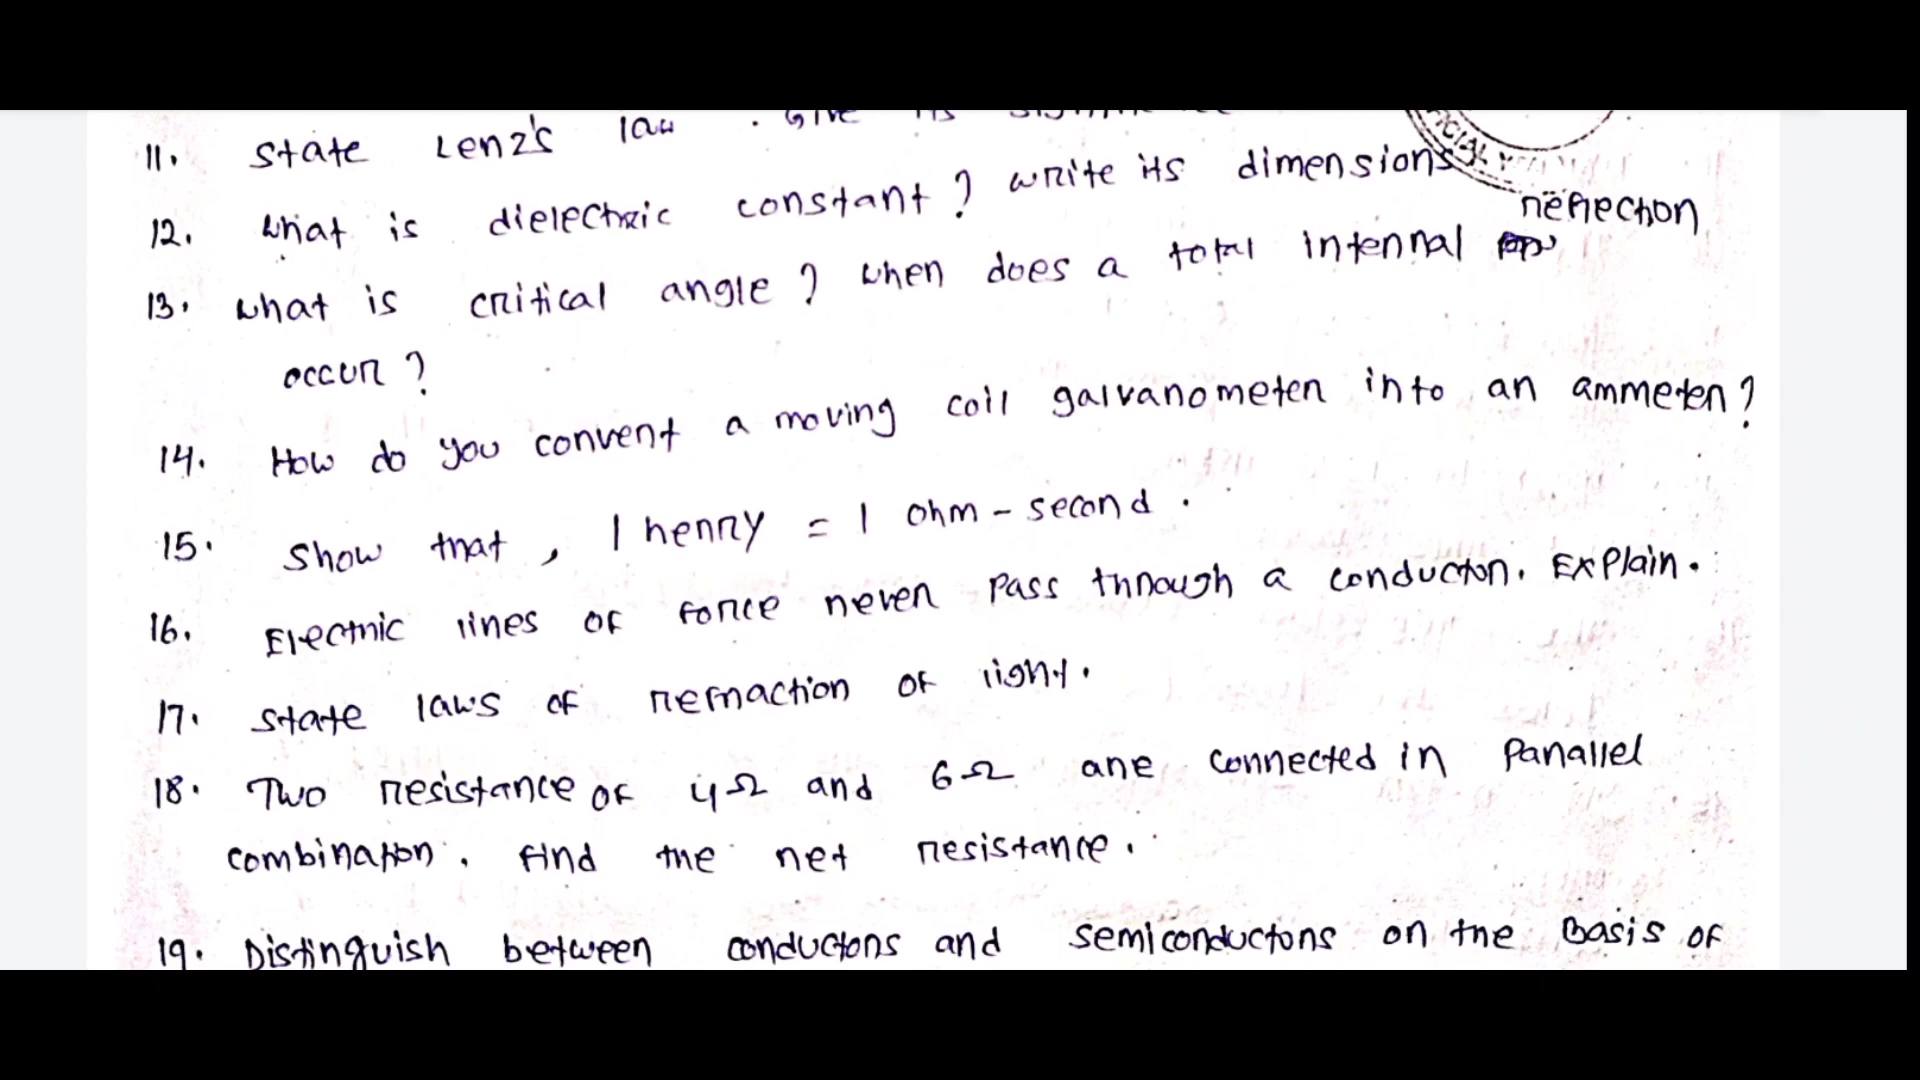 11. State Lenz's law. Give its
12. What is dielectric constant? write its dimensions
reflection
13. what is critical angle? when does a total internal
occur?
14. How do you convert a moving coil galvanometer into an ammeter?
15. Show that, 1 henry = 1 ohm-second.
16. Electric lines of force never pass through a conductor. Explain.
17. State laws of refraction of light.
18. Two resistance of 4Ω and 6Ω are connected in parallel
combination. find the net resistance.
19. Distinguish between conductors and semiconductors on the Basis of